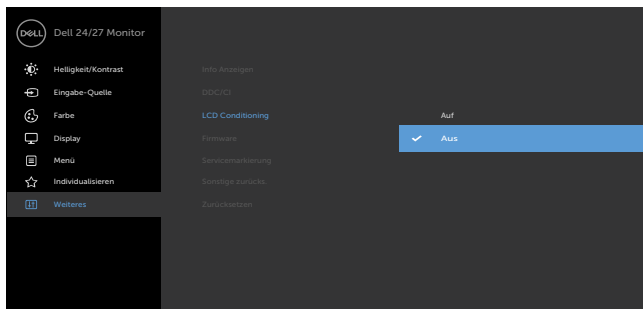 DELL
Dell 24/27 Monitor
Helligkeit/Kontrast
Eingabe-Quelle
Farbe
Display
Menü
Individualisieren
Weiteres
Info Anzeigen
DDC/CI
LCD Conditioning
Firmware
Servicemarkierung
Sonstige zurücks.
Zurücksetzen
Auf
Aus